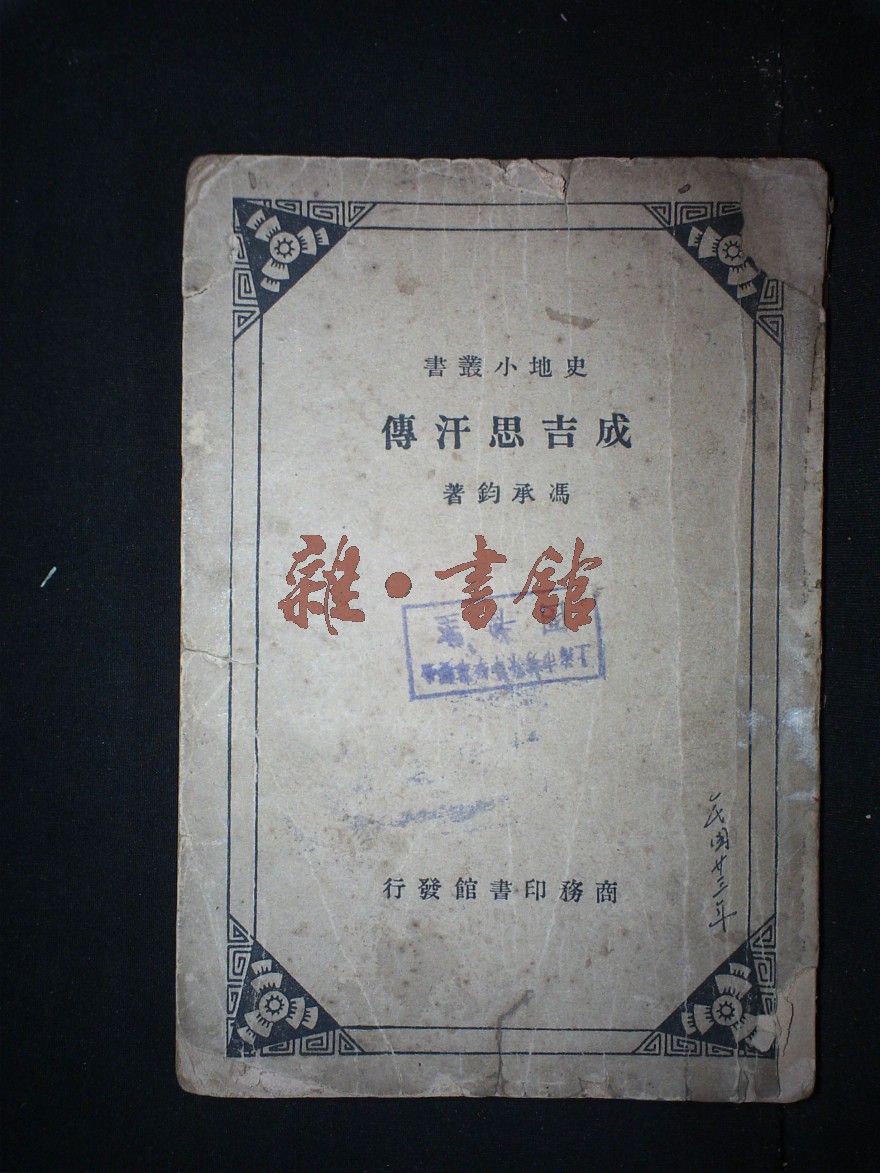 史地小叢書
成吉思汗傳
馮承鈞著
雜·書館
商務印書館發行
民國廿三年